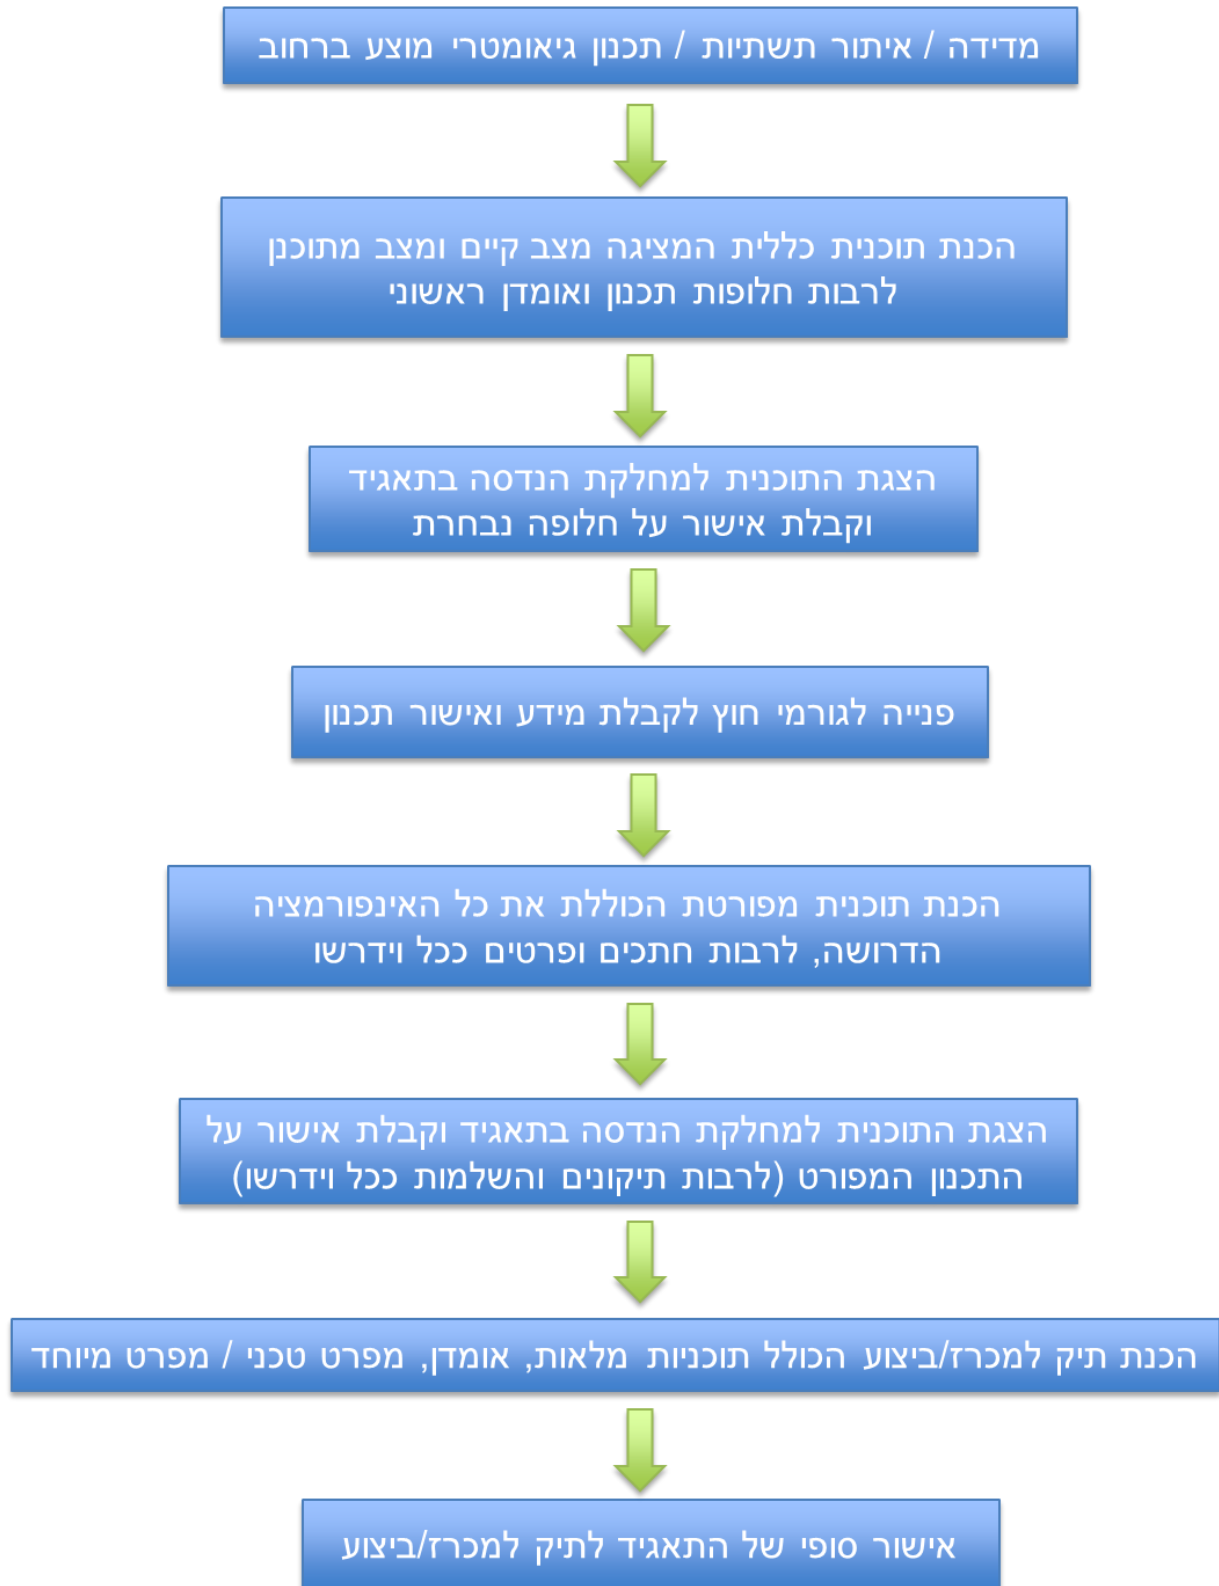 מדידה / איתור תשתיות / תכנון גיאומטרי מוצע ברחוב
הכנת תוכנית כללית המציגה מצב קיים ומצב מתוכנן
לרבות חלופות תכנון ואומדן ראשוני
הצגת התוכנית למחלקת הנדסה בתאגיד
וקבלת אישור על חלופה נבחרת
פנייה לגורמי חוץ לקבלת מידע ואישור תכנון
הכנת תוכנית מפורטת הכוללת את כל האינפורמציה
הדרושה, לרבות חתכים ופרטים ככל וידרשו
הצגת התוכנית למחלקת הנדסה בתאגיד וקבלת אישור על
התכנון המפורט (לרבות תיקונים והשלמות ככל וידרשו)
הכנת תיק למכרז/ביצוע הכולל תוכניות מלאות, אומדן, מפרט טכני / מפרט מיוחד
אישור סופי של התאגיד לתיק למכרז/ביצוע